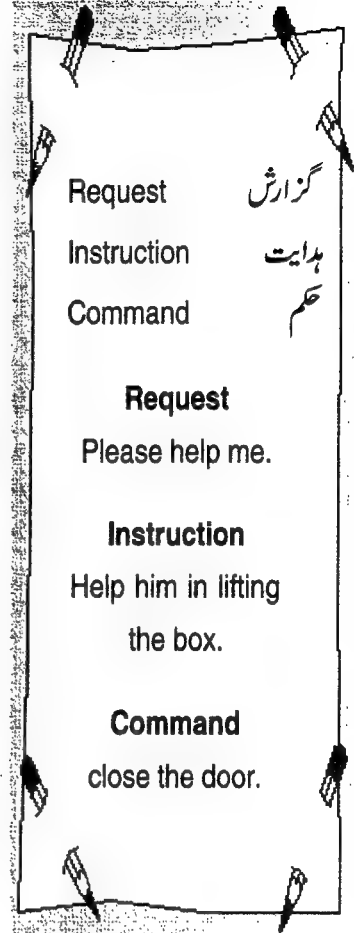 Request گزارش
Instruction ہدایت
Command حکم
Request
Please help me.
Instruction
Help him in lifting
the box.
Command
close the door.